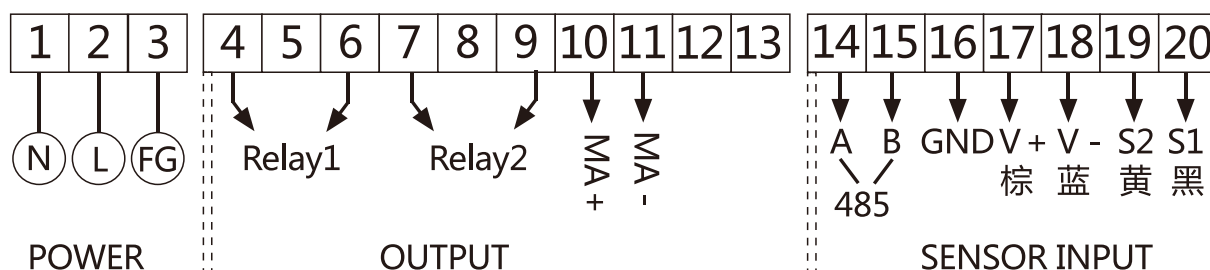 1 2 3 4 5 6 7 8 9 10 11 12 13 14 15 16 17 18 19 20
N L FG Relay1 Relay2 MA+ MA- A B GND V+ V- S2 S1
棕 蓝 黄 黑
485
POWER OUTPUT SENSOR INPUT